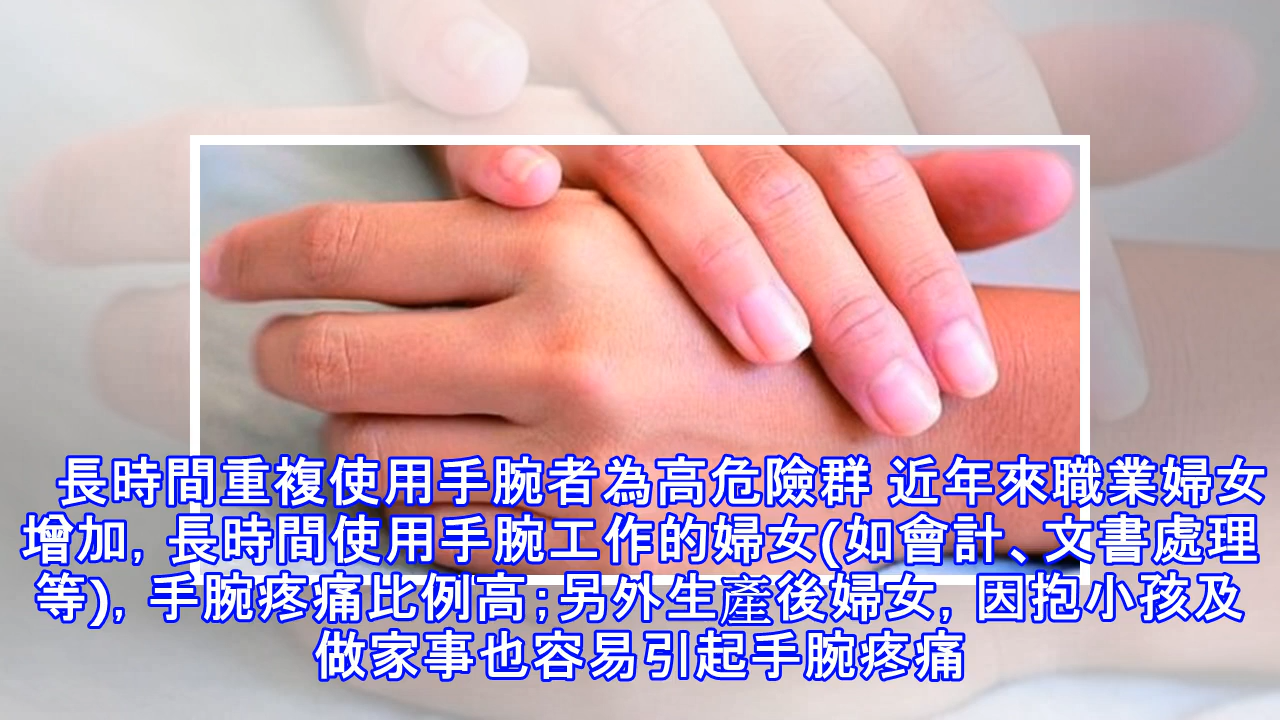 長時間重複使用手腕者為高危險群 近年來職業婦女
增加, 長時間使用手腕工作的婦女(如會計、文書處理
等), 手腕疼痛比例高;另外生產後婦女, 因抱小孩及
做家事也容易引起手腕疼痛